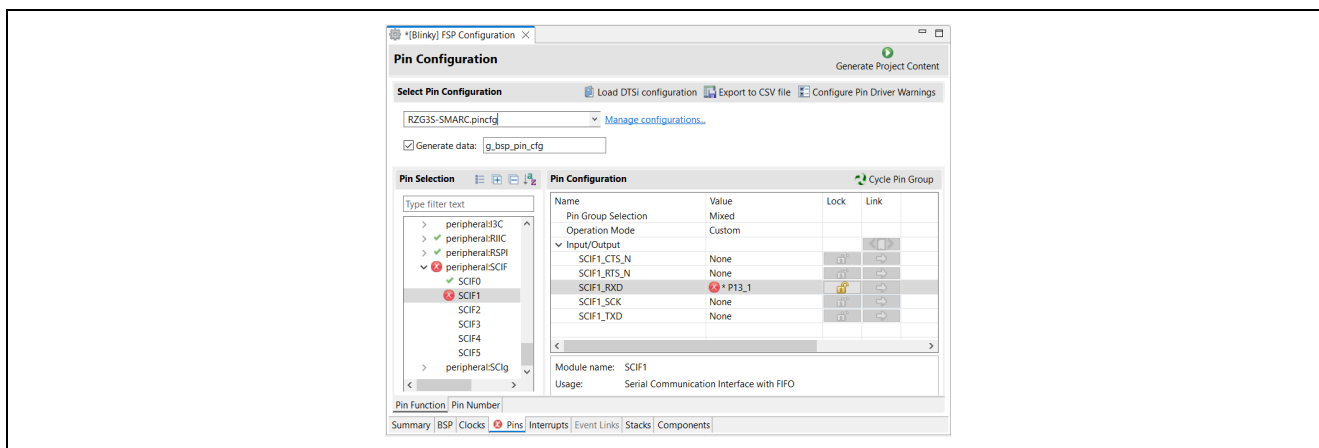 *[Blinky] FSP Configuration
Pin Configuration
Generate Project Content
Select Pin Configuration
Load DTSi configuration
Export to CSV file
Configure Pin Driver Warnings
RZG3S-SMARC.pincfg
Manage configurations...
Generate data: g_bsp_pin_cfg
Pin Selection
Type filter text
peripheral:I3C
peripheral:RIIC
peripheral:RSPI
peripheral:SCIF
SCIF0
SCIF1
SCIF2
SCIF3
SCIF4
SCIF5
peripheral:SCIg
Pin Configuration
Cycle Pin Group
Name Value Lock Link
Pin Group Selection Mixed
Operation Mode Custom
Input/Output
SCIF1_CTS_N None
SCIF1_RTS_N None
SCIF1_RXD * P13_1
SCIF1_SCK None
SCIF1_TXD None
Module name: SCIF1
Usage: Serial Communication Interface with FIFO
Pin Function Pin Number
Summary BSP Clocks Pins Interrupts Event Links Stacks Components